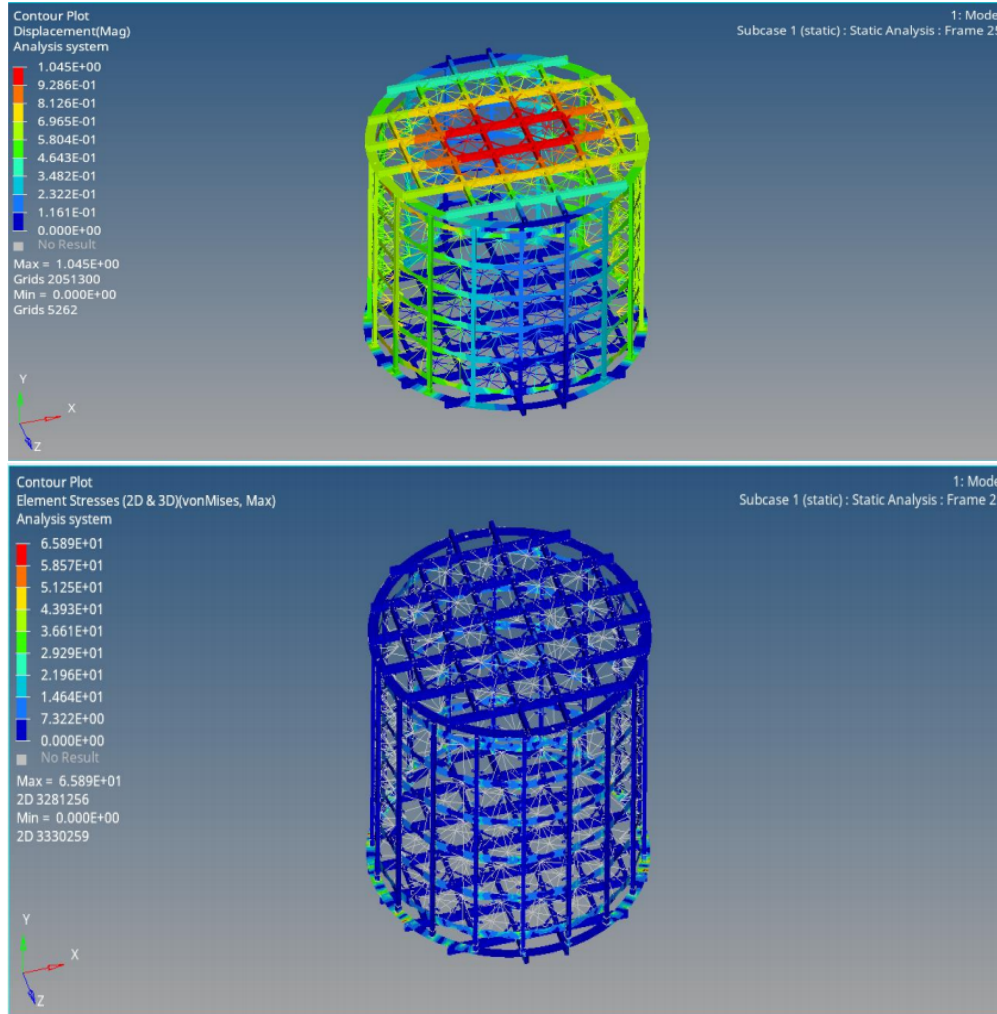 Contour Plot
Displacement(Mag)
Analysis system
1.045E+00
9.286E-01
8.126E-01
6.965E-01
5.804E-01
4.643E-01
3.482E-01
2.322E-01
1.161E-01
0.000E+00
No Result
Max = 1.045E+00
Grids 2051300
Min = 0.000E+00
Grids 5262
1: Mode
Subcase 1 (static) : Static Analysis : Frame 25
Y
X
Z
Contour Plot
Element Stresses (2D & 3D)(vonMises, Max)
Analysis system
6.589E+01
5.857E+01
5.125E+01
4.393E+01
3.661E+01
2.929E+01
2.196E+01
1.464E+01
7.322E+00
0.000E+00
No Result
Max = 6.589E+01
2D 3281256
Min = 0.000E+00
2D 3330259
1: Mode
Subcase 1 (static) : Static Analysis : Frame 2
Y
X
Z